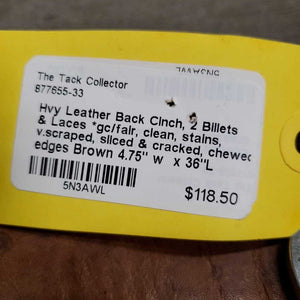 The Tack Collector
877655-33
Hvy Leather Back Cinch, 2 Billets
& Laces *gc/fair, clean, stains,
v.scraped, sliced & cracked, chewed
edges Brown 4.75" w x 36"L
5N3AWL
$118.50